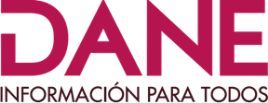 DANE
INFORMACIÓN PARA TODOS